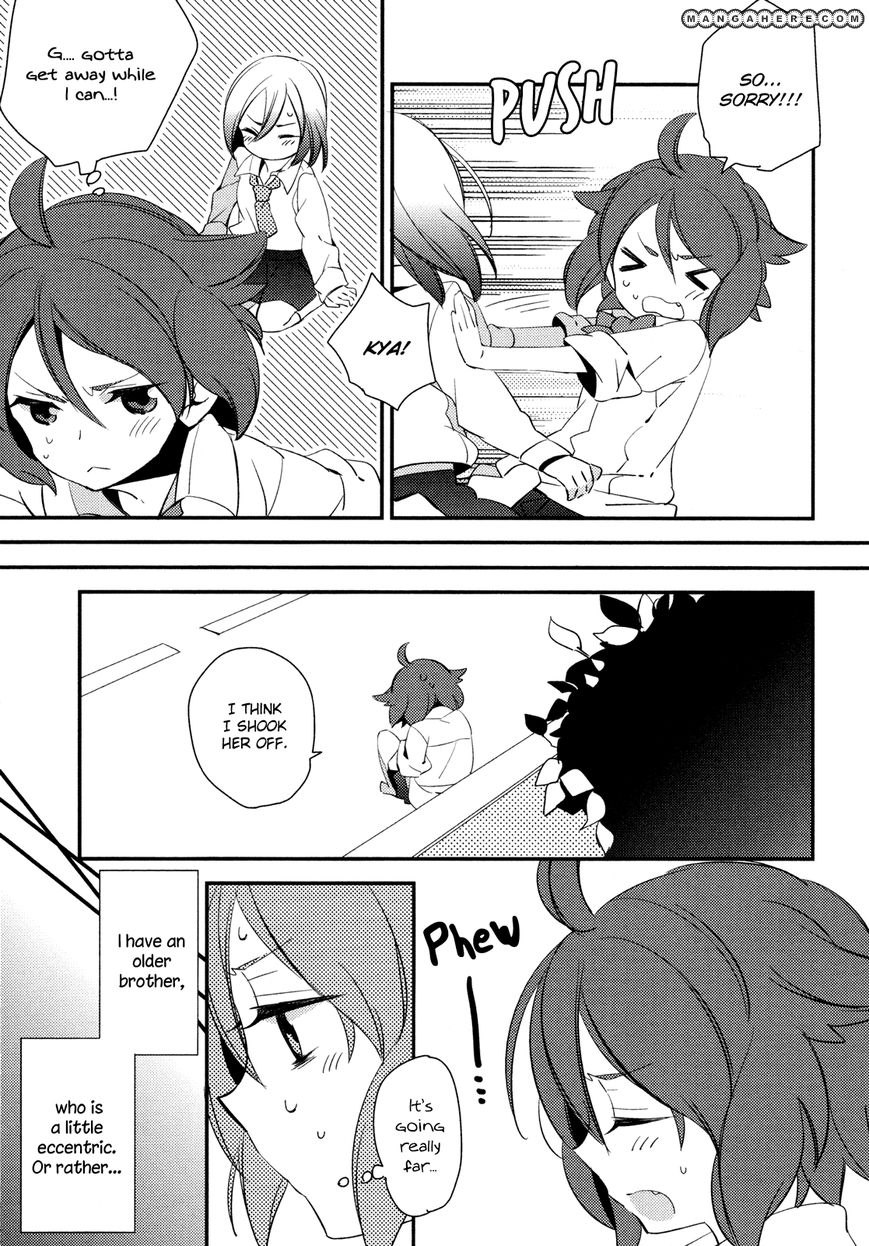 MANGAHERE.COM
SO...
SORRY!!!
PUSH
KYA!
G.... GOTTA
GET AWAY WHILE
I CAN...!
I THINK
I SHOOK
HER OFF.
Phew
IT'S
GOING
REALLY
FAR...
I have an
older
brother,
who is
a little
eccentric.
Or rather...